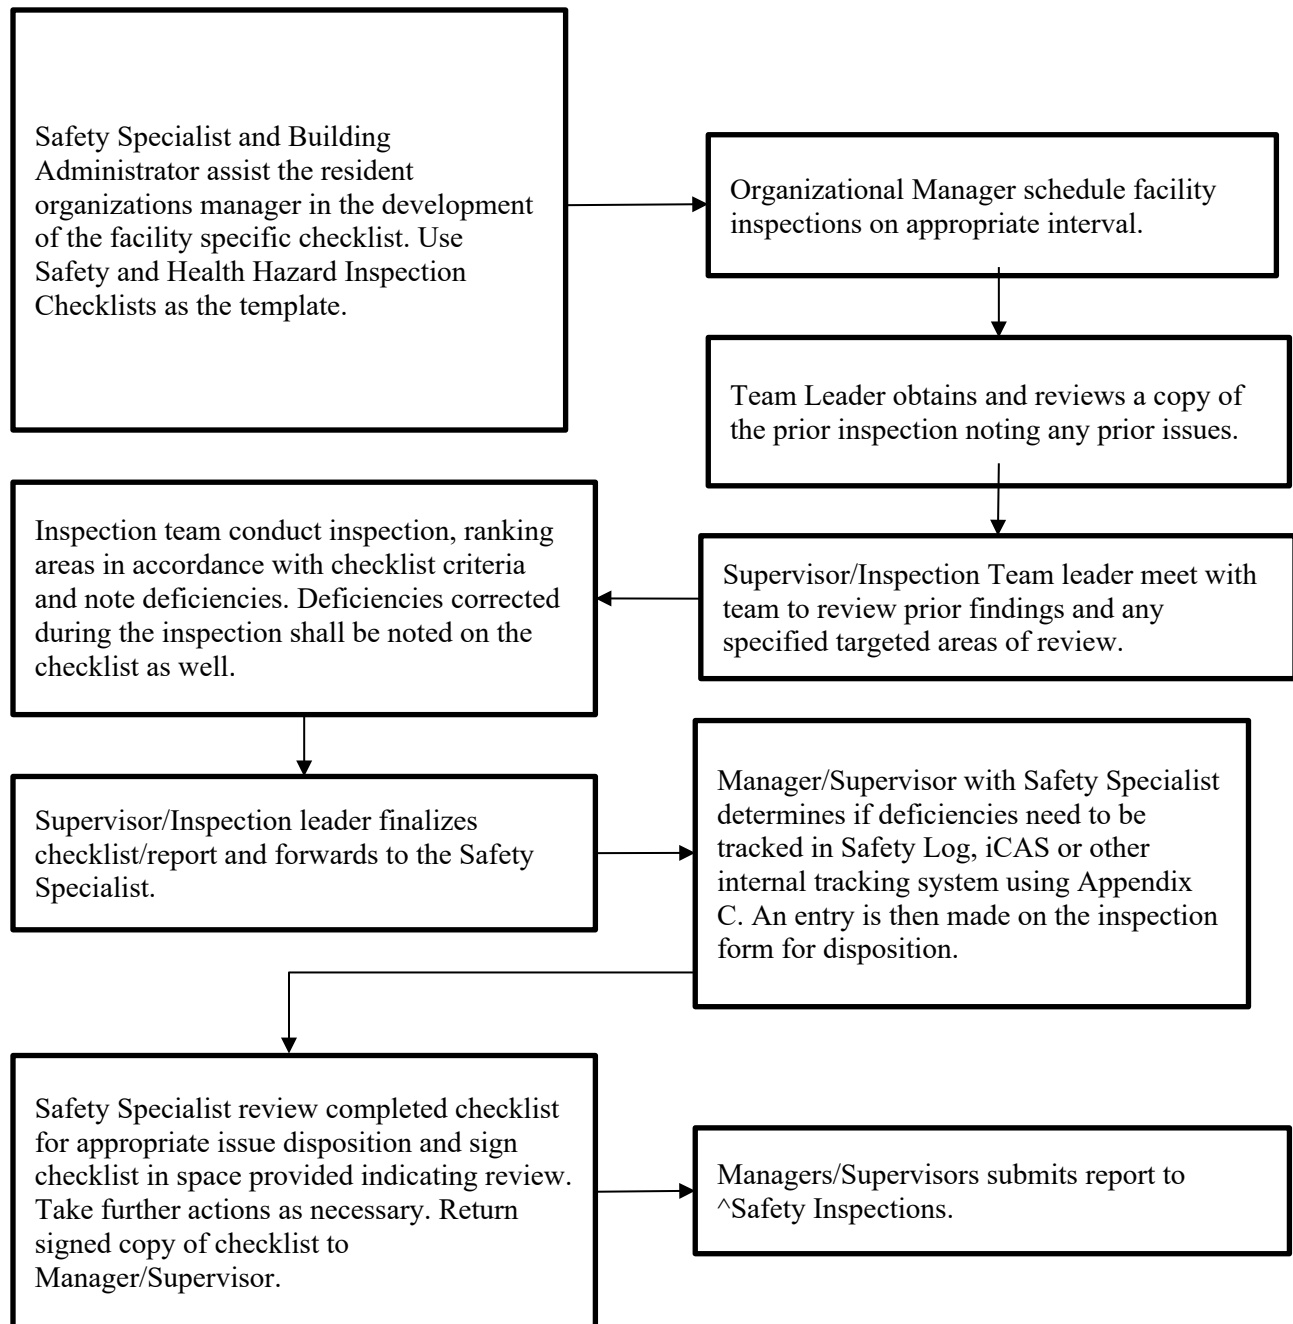 Safety Specialist and Building
Administrator assist the resident
organizations manager in the development
of the facility specific checklist. Use
Safety and Health Hazard Inspection
Checklists as the template.
Organizational Manager schedule facility
inspections on appropriate interval.
Team Leader obtains and reviews a copy of
the prior inspection noting any prior issues.
Supervisor/Inspection Team leader meet with
team to review prior findings and any
specified targeted areas of review.
Inspection team conduct inspection, ranking
areas in accordance with checklist criteria
and note deficiencies. Deficiencies corrected
during the inspection shall be noted on the
checklist as well.
Supervisor/Inspection leader finalizes
checklist/report and forwards to the Safety
Specialist.
Manager/Supervisor with Safety Specialist
determines if deficiencies need to be
tracked in Safety Log, iCAS or other
internal tracking system using Appendix
C. An entry is then made on the inspection
form for disposition.
Safety Specialist review completed checklist
for appropriate issue disposition and sign
checklist in space provided indicating review.
Take further actions as necessary. Return
signed copy of checklist to
Manager/Supervisor.
Managers/Supervisors submits report to
^Safety Inspections.